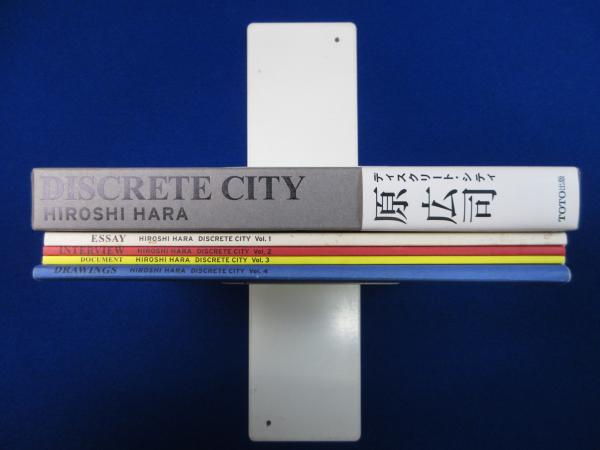 DISCRETE CITY
HIROSHI HARA
ディスクリート・シティ
原広司
TOTO出版
ESSAY HIROSHI HARA DISCRETE CITY Vol.1
INTERVIEW HIROSHI HARA DISCRETE CITY Vol.2
DOCUMENT HIROSHI HARA DISCRETE CITY Vol.3
DRAWINGS HIROSHI HARA DISCRETE CITY Vol.4